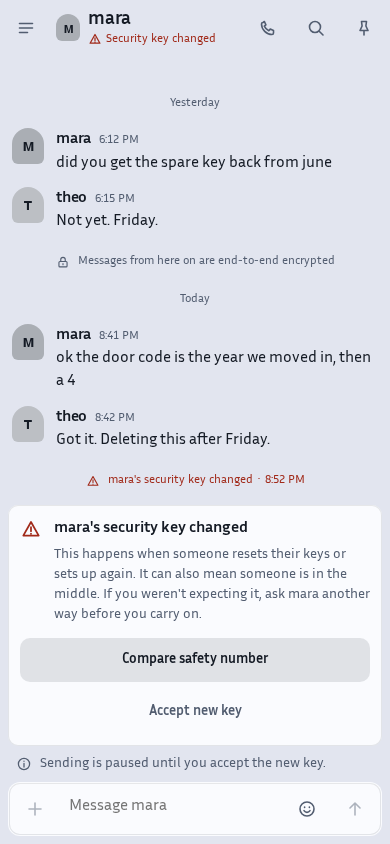 mara
Security key changed
Yesterday
M
mara 6:12 PM
did you get the spare key back from june
T
theo 6:15 PM
Not yet. Friday.
Messages from here on are end-to-end encrypted
Today
M
mara 8:41 PM
ok the door code is the year we moved in, then
a 4
T
theo 8:42 PM
Got it. Deleting this after Friday.
mara's security key changed · 8:52 PM
mara's security key changed
This happens when someone resets their keys or
sets up again. It can also mean someone is in the
middle. If you weren't expecting it, ask mara another
way before you carry on.
Compare safety number
Accept new key
Sending is paused until you accept the new key.
Message mara